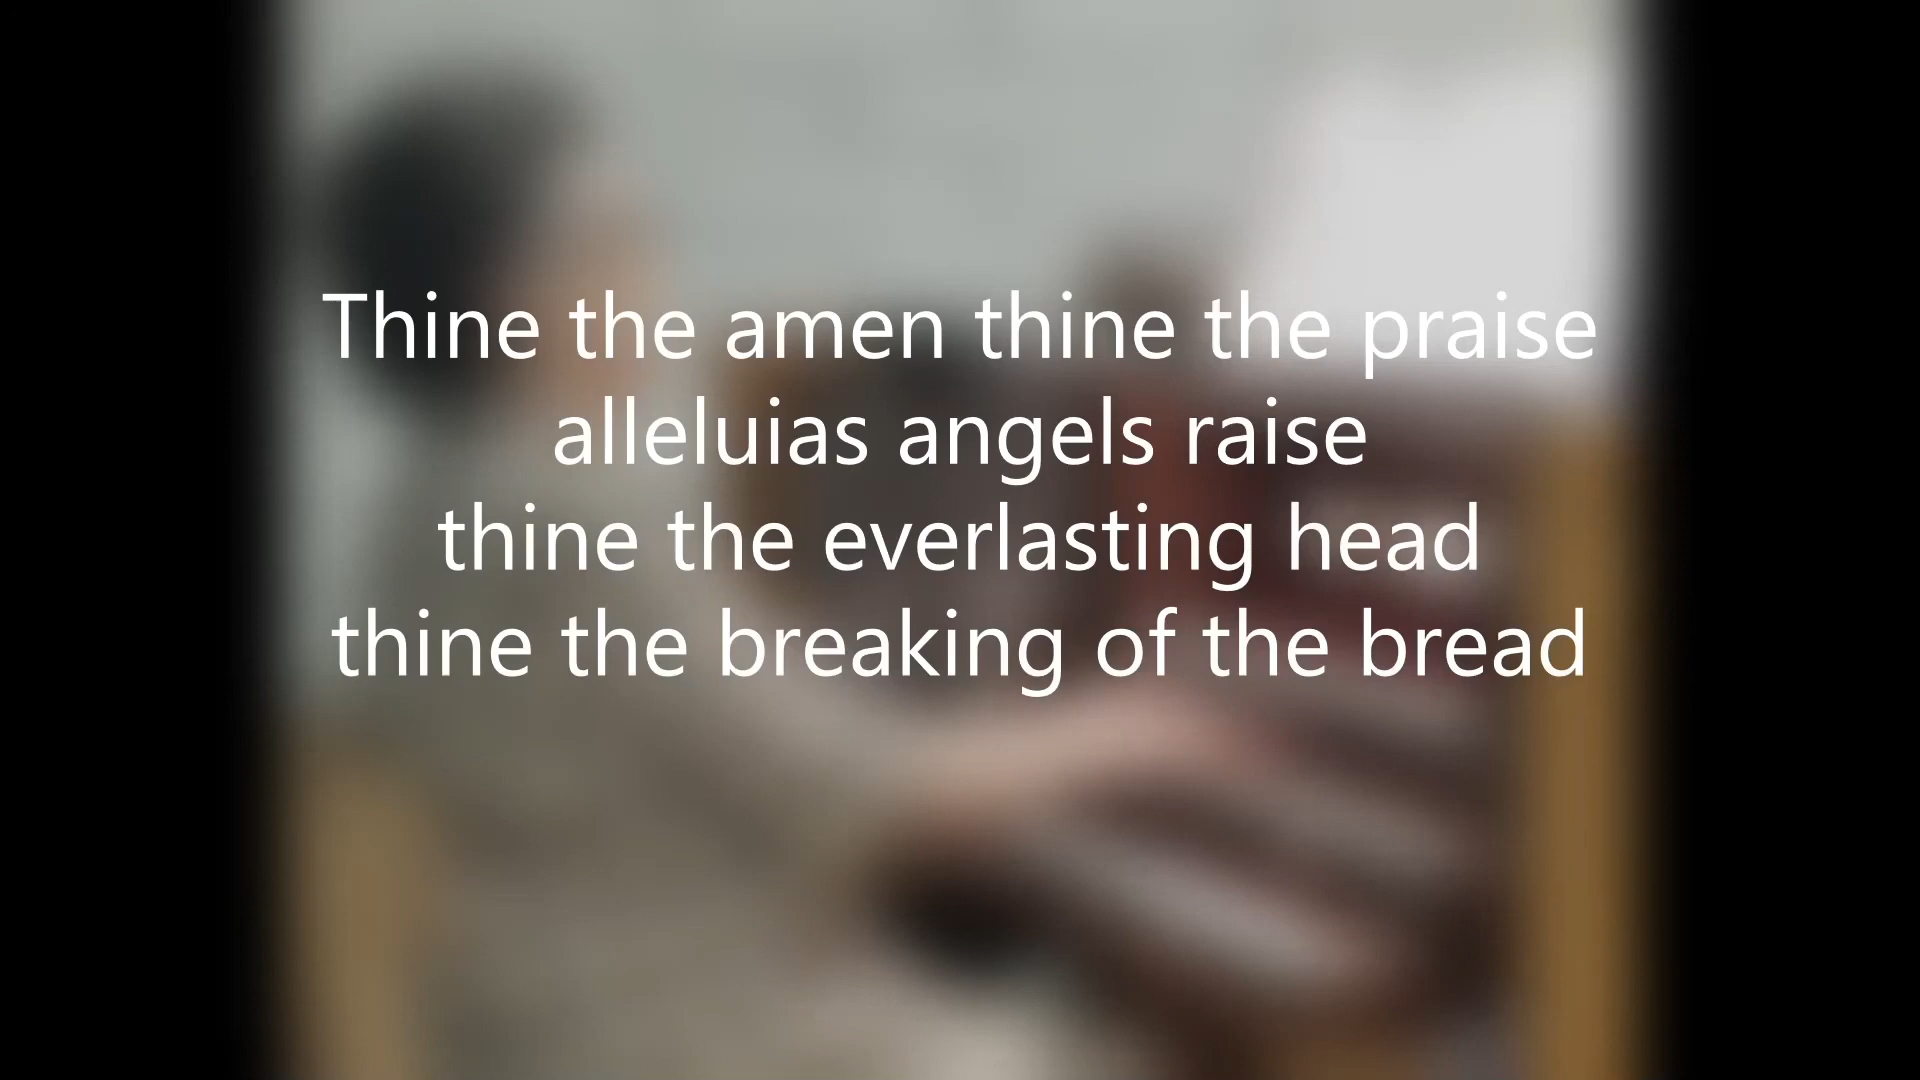 Thine the amen thine the praise
alleluias angels raise
thine the everlasting head
thine the breaking of the bread